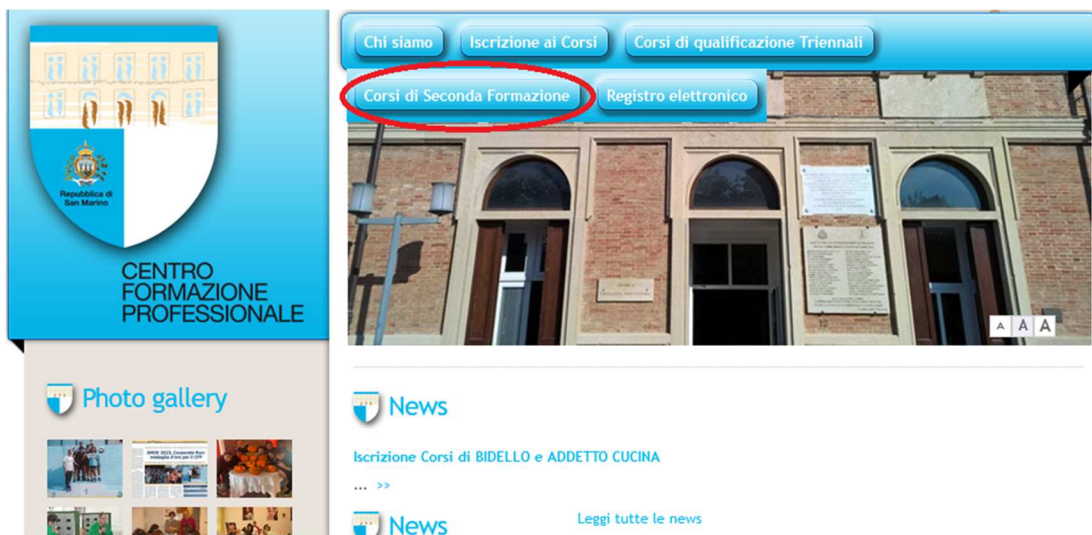 Chi siamo
Iscrizione ai Corsi
Corsi di qualificazione Triennali
Corsi di Seconda Formazione
Registro elettronico
Repubblica di
San Marino
CENTRO
FORMAZIONE
PROFESSIONALE
A A A
Photo gallery
News
Iscrizione Corsi di BIDELLO e ADDETTO CUCINA
... >>
News
Leggi tutte le news